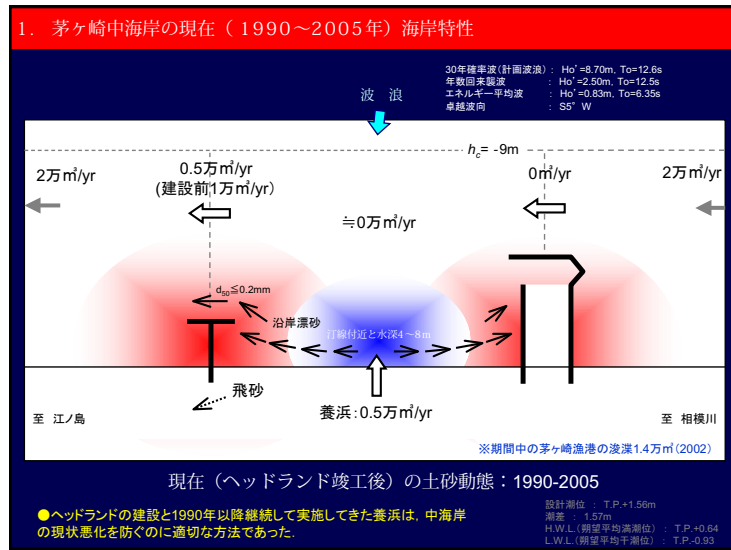 1. 茅ヶ崎中海岸の現在（1990～2005年）海岸特性
30年確率波（計画波浪）： Ho'=8.70m, To=12.6s
年数回来襲波 ： Ho'=2.50m, To=12.5s
エネルギー平均波 ： Ho'=0.83m, To=6.35s
卓越波向 ： S5°W
波 浪
hc= -9m
2万㎥/yr
0.5万㎥/yr
(建設前1万㎥/yr)
0㎥/yr
2万㎥/yr
≒0万㎥/yr
d50≦0.2mm
沿岸漂砂
汀線付近と水深4～8m
飛砂
養浜:0.5万㎥/yr
至 江ノ島
至 相模川
※期間中の茅ヶ崎漁港の浚渫1.4万㎥(2002)
現在（ヘッドランド竣工後）の土砂動態：1990-2005
●ヘッドランドの建設と1990年以降継続して実施してきた養浜は，中海岸
の現状悪化を防ぐのに適切な方法であった．
設計潮位 ： T.P.+1.56m
潮差 ： 1.57m
H.W.L.（朔望平均満潮位）： T.P.+0.64
L.W.L.（朔望平均干潮位）： T.P.-0.93